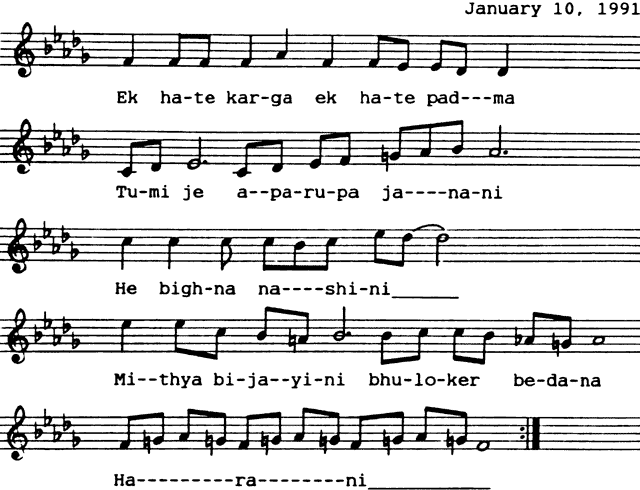 January 10, 1991
Ek ha-te kar-ga ek ha-te pad---ma
Tu-mi je a--pa-ru-pa ja----na-ni
He bigh-na na----shi-ni______
Mi--thya bi-ja--yi-ni bhu-lo-ker be-da-na
Ha---------ra-------ni___________